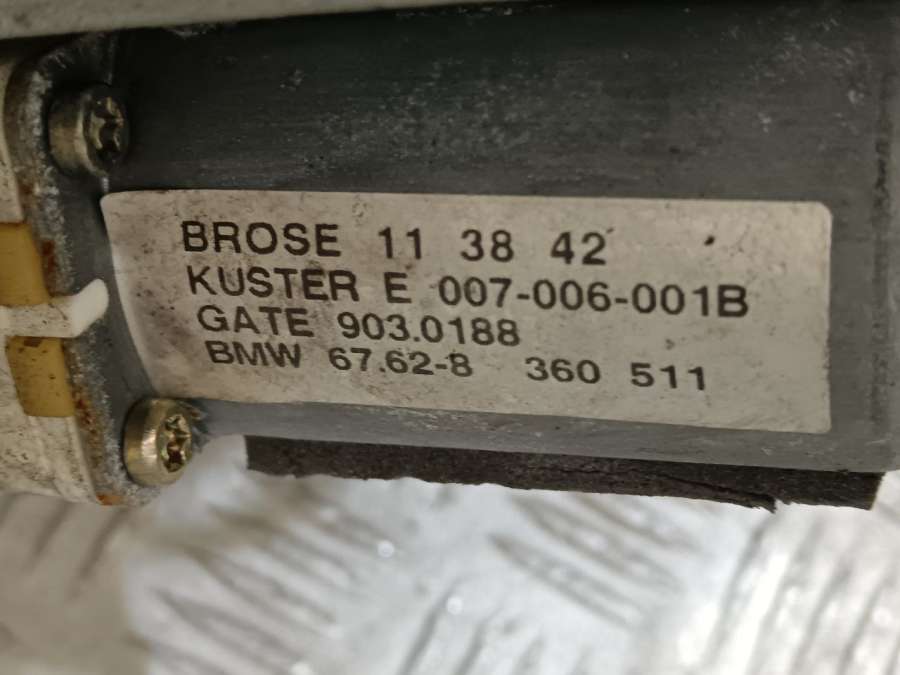 BROSE 11 38 42
KUSTER E 007-006-001B
GATE 903.0188
BMW 67.62-8 360 511